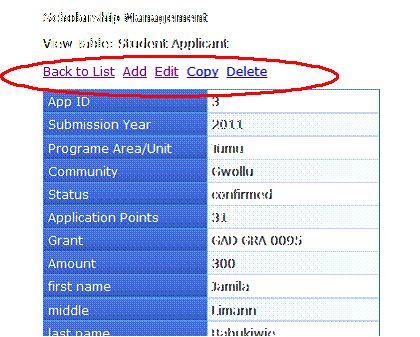 Scholarship Management
View Table: Student Applicant
Back to List Add Edit Copy Delete
App ID 3
Submission Year 2011
Programe Area/Unit Tumu
Community Gwollu
Status confirmed
Application Points 31
Grant GAD GRA 0095
Amount 300
first name Jamila
middle Limann
last name Babukiwie